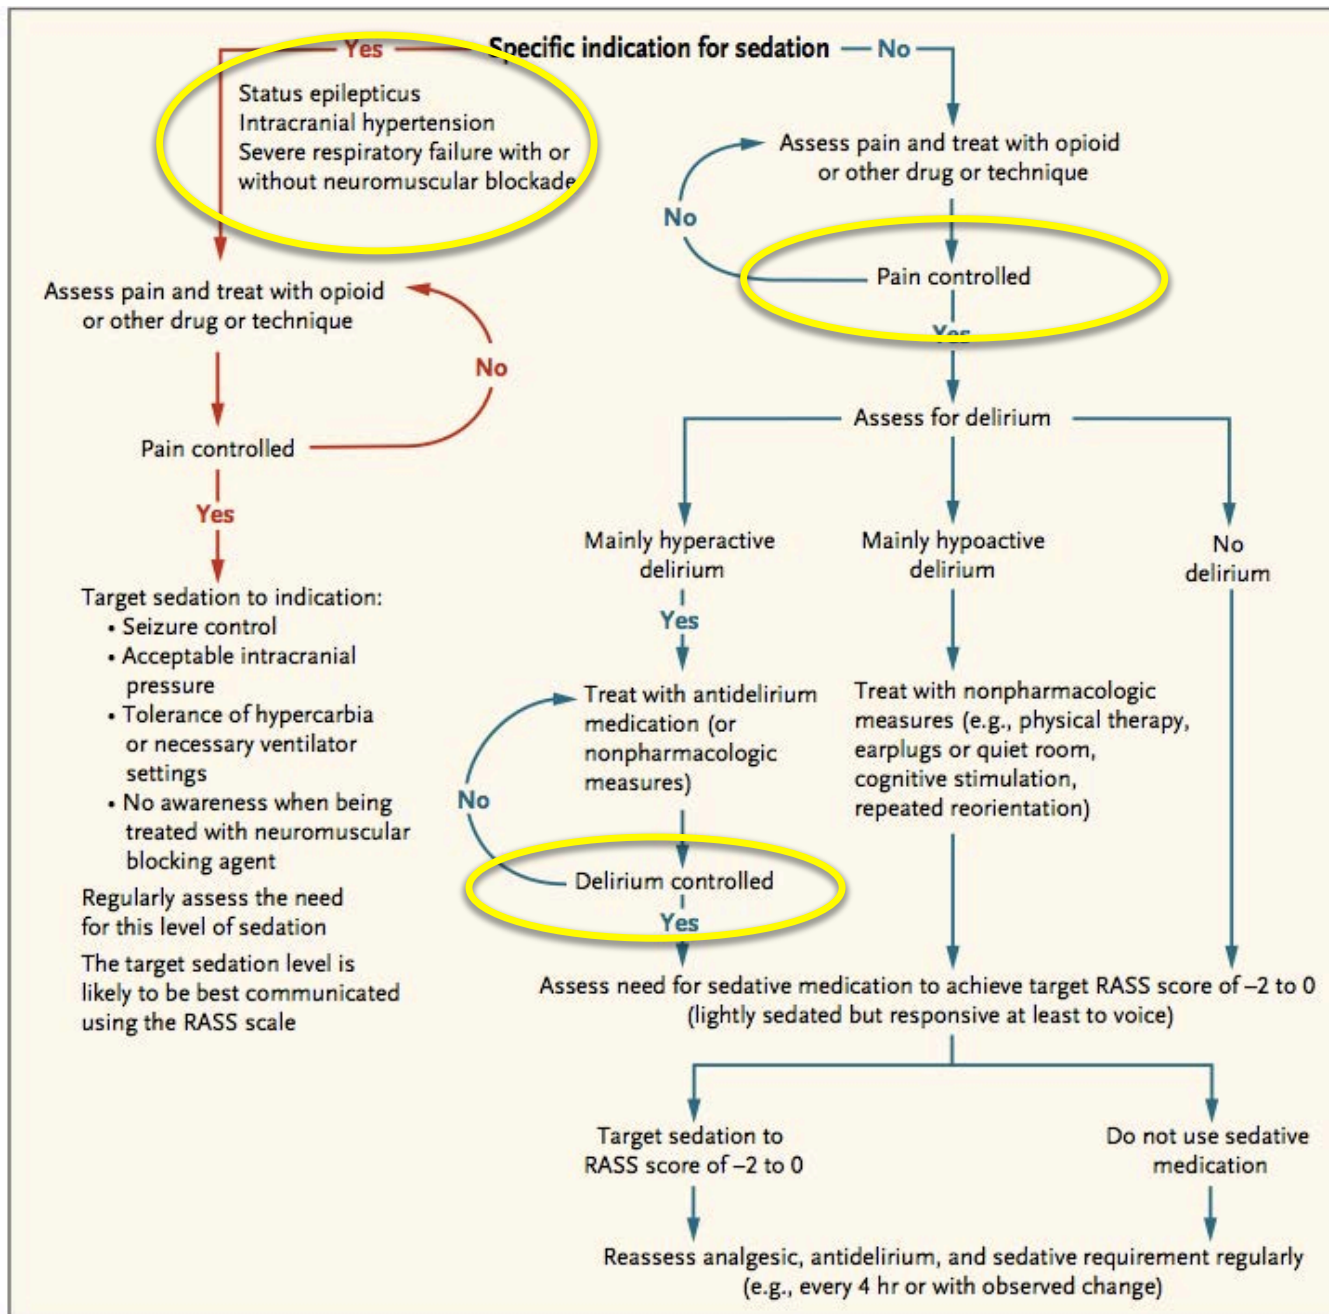 Specific indication for sedation
Yes
No
Status epilepticus
Intracranial hypertension
Severe respiratory failure with or
without neuromuscular blockade
Assess pain and treat with opioid
or other drug or technique
No
Pain controlled
Yes
Target sedation to indication:
• Seizure control
• Acceptable intracranial
pressure
• Tolerance of hypercarbia
or necessary ventilator
settings
• No awareness when being
treated with neuromuscular
blocking agent
Regularly assess the need
for this level of sedation
The target sedation level is
likely to be best communicated
using the RASS scale
Assess pain and treat with opioid
or other drug or technique
No
Pain controlled
Yes
Assess for delirium
Mainly hyperactive
delirium
Yes
Treat with antidelirium
medication (or
nonpharmacologic
measures)
No
Delirium controlled
Yes
Mainly hypoactive
delirium
Treat with nonpharmacologic
measures (e.g., physical therapy,
earplugs or quiet room,
cognitive stimulation,
repeated reorientation)
No
delirium
Assess need for sedative medication to achieve target RASS score of –2 to 0
(lightly sedated but responsive at least to voice)
Target sedation to
RASS score of –2 to 0
Do not use sedative
medication
Reassess analgesic, antidelirium, and sedative requirement regularly
(e.g., every 4 hr or with observed change)